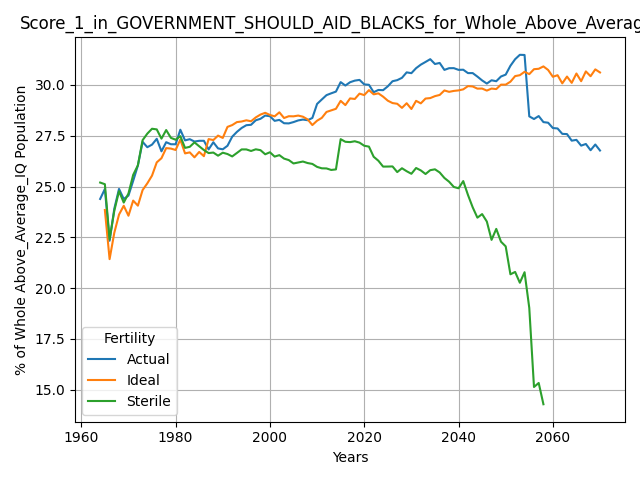 Score_1_in_GOVERNMENT_SHOULD_AID_BLACKS_for_Whole_Above_Averag
% of Whole Above_Average_IQ Population
30.0
27.5
25.0
22.5
20.0
17.5
15.0
Fertility
Actual
Ideal
Sterile
1960 1980 2000 2020 2040 2060
Years